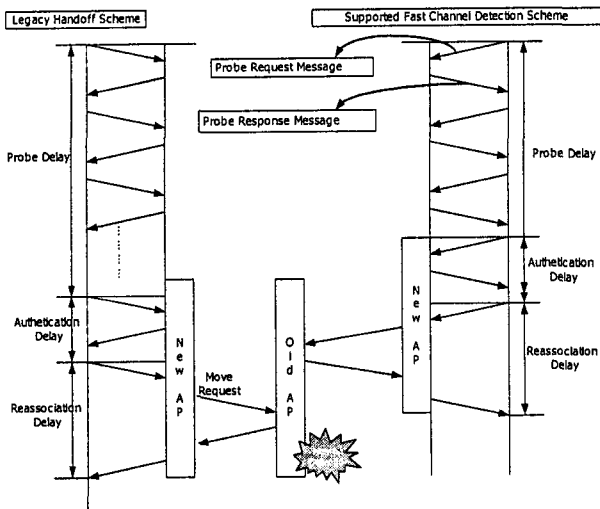 Legacy Handoff Scheme
Supported Fast Channel Detection Scheme
Probe Request Message
Probe Response Message
Probe Delay
Probe Delay
Authetication
Delay
Reassociation
Delay
New AP
Move
Request
Old AP
New AP
Authetication
Delay
Reassociation
Delay